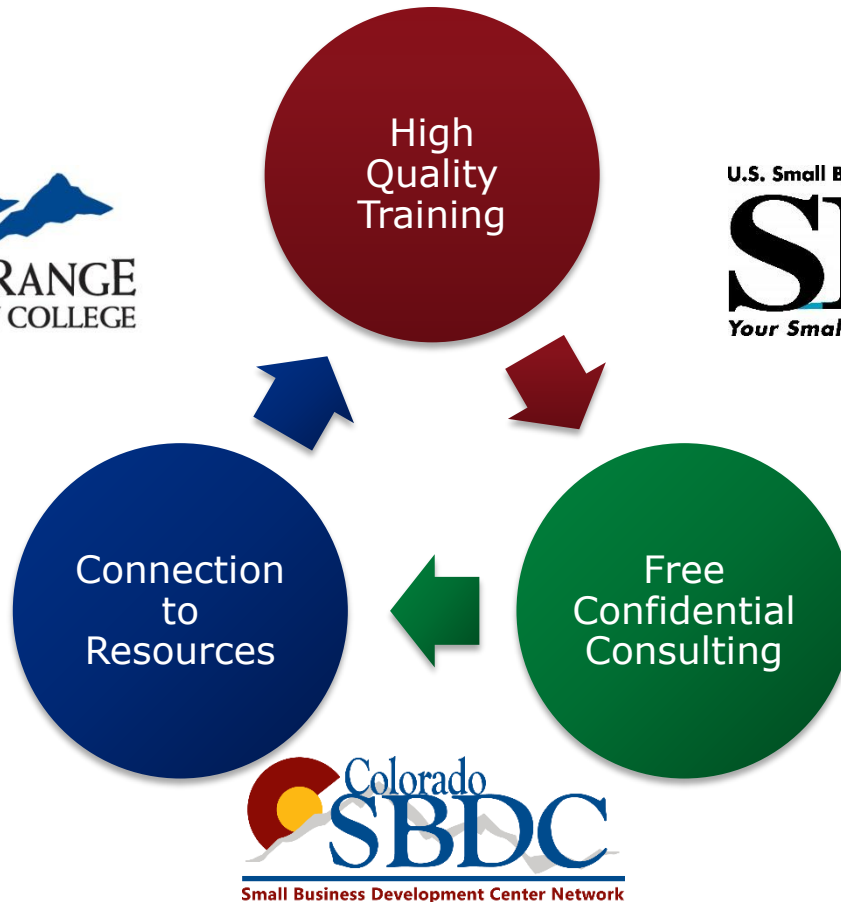 High
Quality
Training
RANGE
COLLEGE
U.S. Small B
S
Your Smal
Connection
to
Resources
Free
Confidential
Consulting
Colorado
SBDC
Small Business Development Center Network